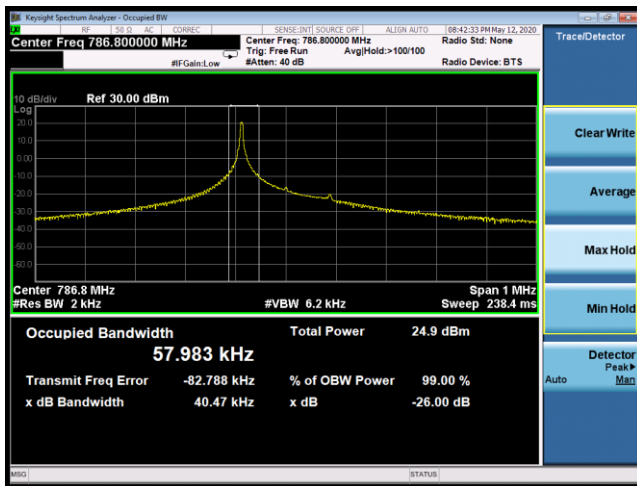 Keysight Spectrum Analyzer - Occupied BW
RF 50 Ω AC CORREC SENSE:INT SOURCE OFF ALIGN AUTO 08:42:33 PM May 12, 2020
Center Freq 786.800000 MHz
Center Freq: 786.800000 MHz
Radio Std: None
Trig: Free Run Avg|Hold:>100/100
#IFGain:Low
#Atten: 40 dB
Radio Device: BTS
Trace/Detector
10 dB/div Ref 30.00 dBm
Log
20.0
10.0
0.00
-10.0
-20.0
-30.0
-40.0
-50.0
-60.0
Center 786.8 MHz
Span 1 MHz
#Res BW 2 kHz
#VBW 6.2 kHz
Sweep 238.4 ms
Occupied Bandwidth
57.983 kHz
Total Power 24.9 dBm
Transmit Freq Error -82.788 kHz
% of OBW Power 99.00 %
x dB Bandwidth 40.47 kHz
x dB -26.00 dB
Clear Write
Average
Max Hold
Min Hold
Detector
Peak▶
Auto Man
MSG
STATUS